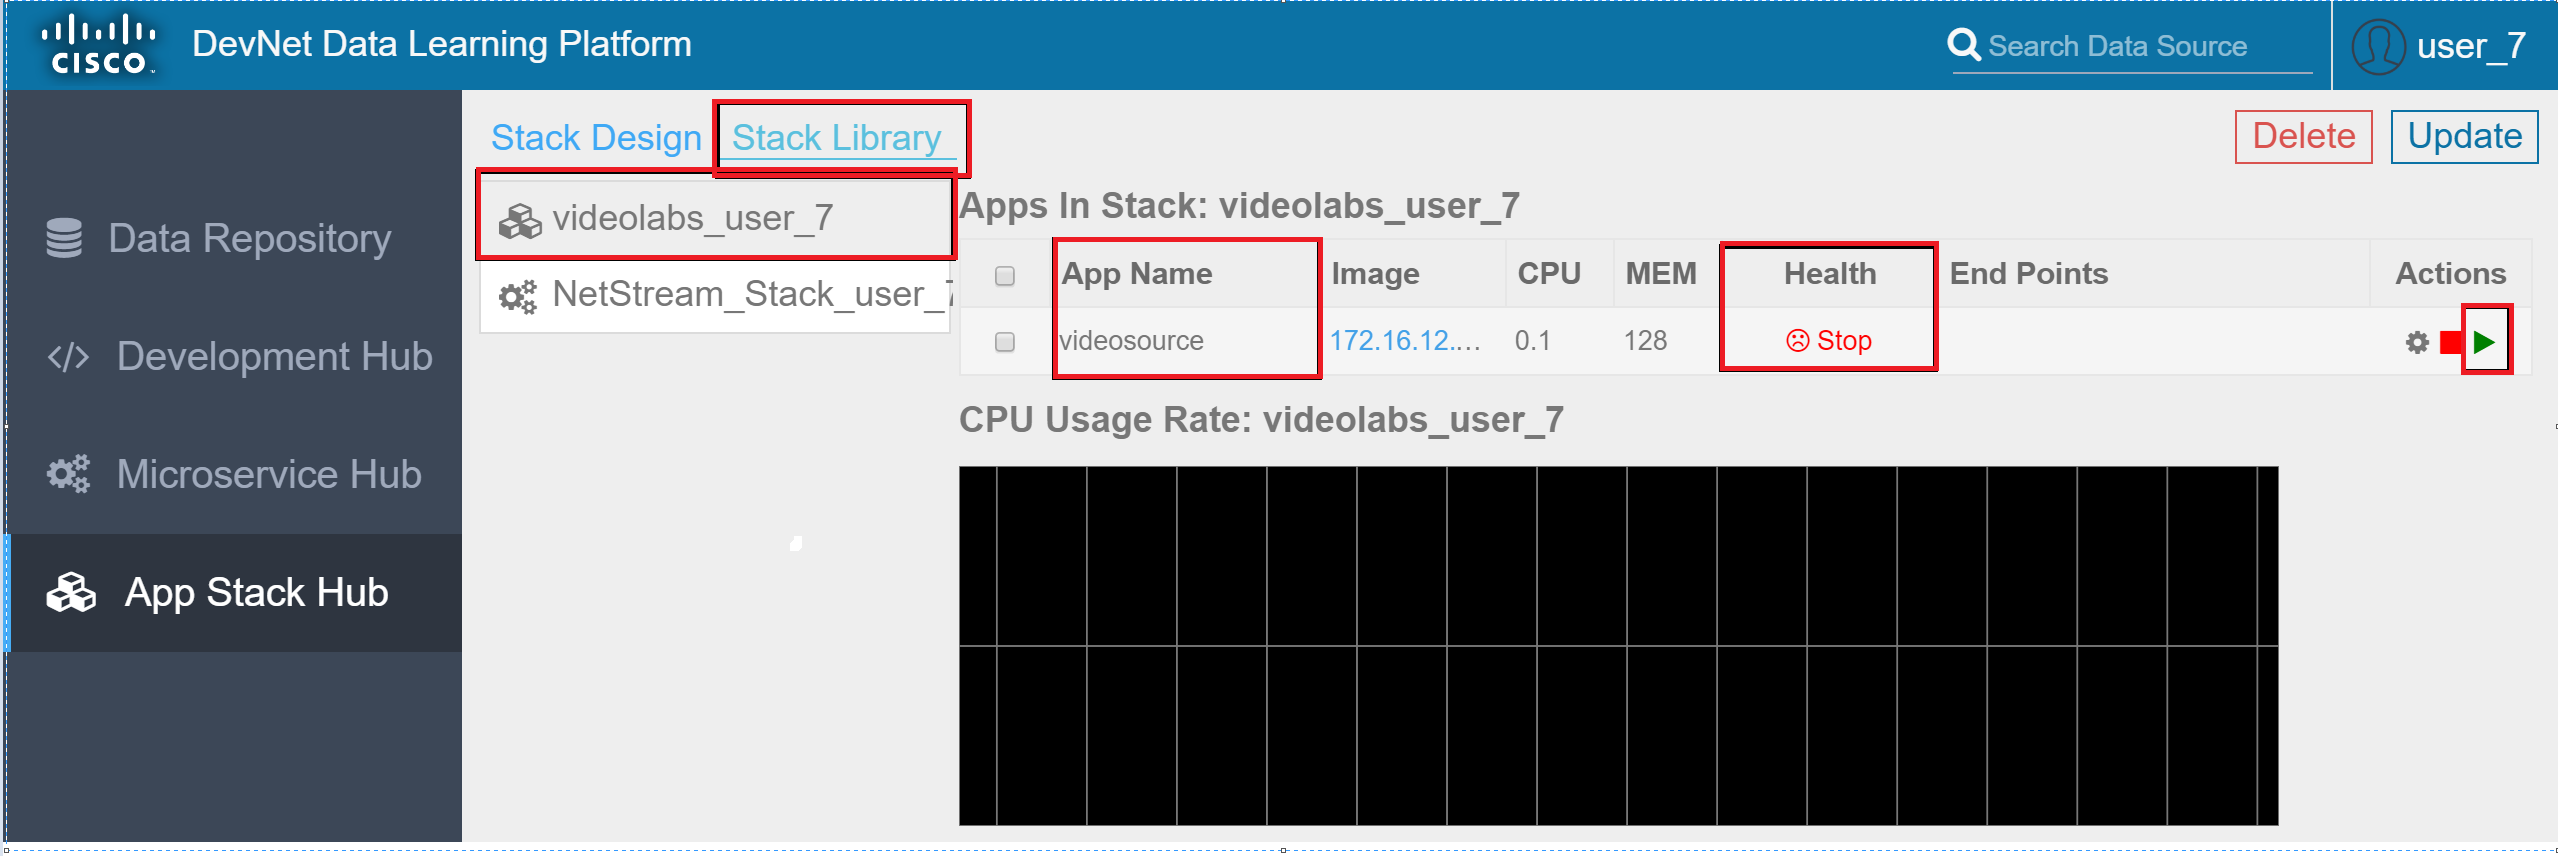 CISCO
DevNet Data Learning Platform
Search Data Source
user_7
Data Repository
Development Hub
Microservice Hub
App Stack Hub
Stack Design
Stack Library
Delete
Update
videolabs_user_7
NetStream_Stack_user_7
Apps In Stack: videolabs_user_7
App Name Image CPU MEM Health End Points Actions
videosource 172.16.12.... 0.1 128 Stop
CPU Usage Rate: videolabs_user_7